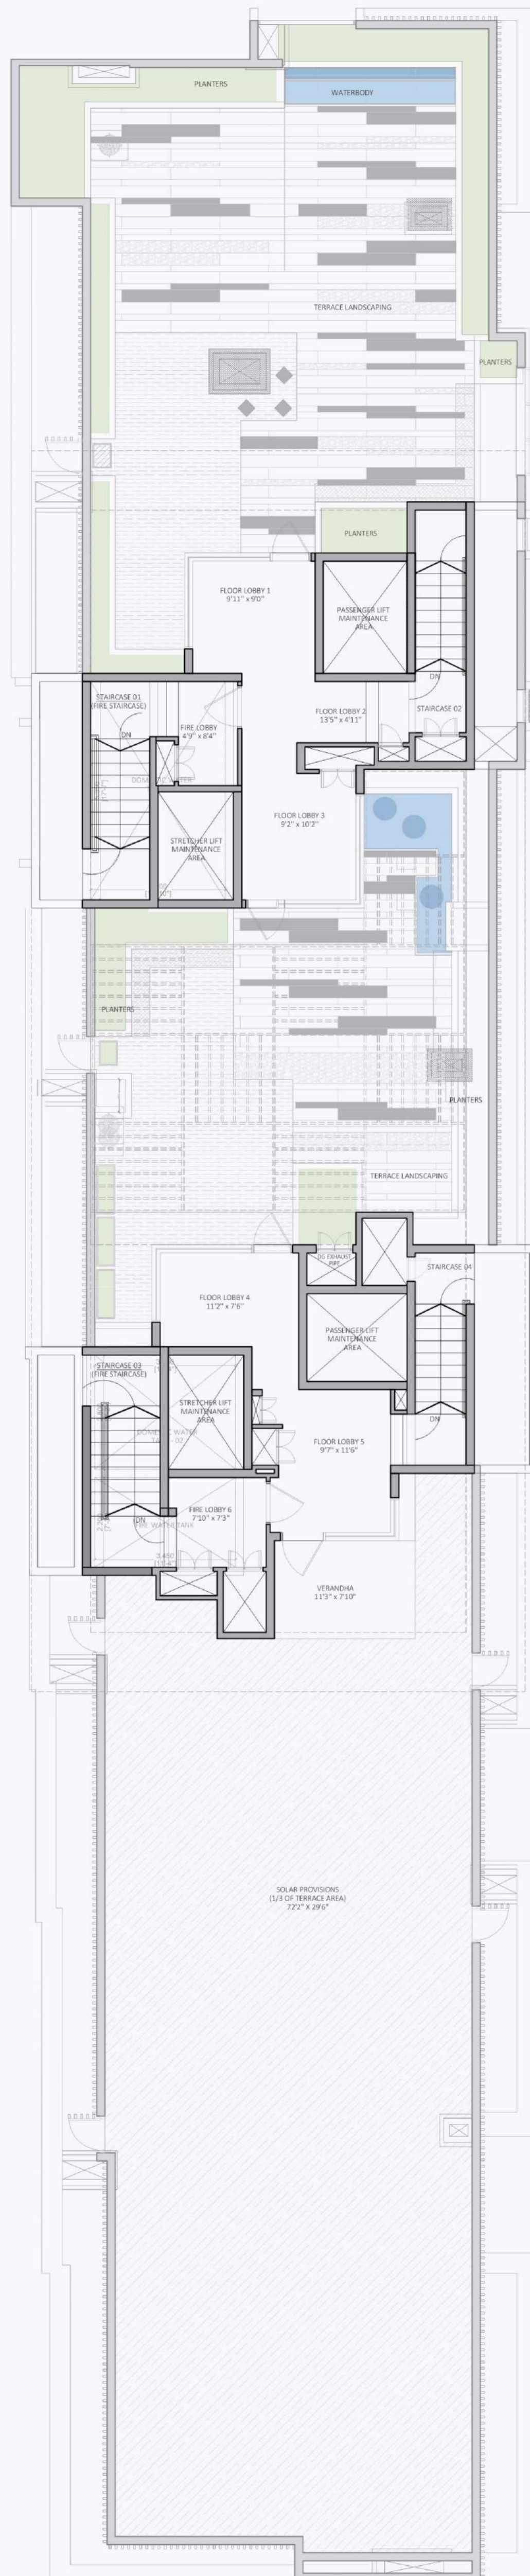 PLANTERS
WATERBODY
TERRACE LANDSCAPING
PLANTERS
PLANTERS
FLOOR LOBBY 1
9'11" x 9'0"
PASSENGER LIFT
MAINTENANCE
AREA
DN
STAIRCASE 01
(FIRE STAIRCASE)
FLOOR LOBBY 2
13'5" x 4'11"
STAIRCASE 02
FIRE LOBBY
4'9" x 8'4"
DN
FLOOR LOBBY 3
9'2" x 10'2"
STRETCHER LIFT
MAINTENANCE
AREA
PLANTERS
PLANTERS
TERRACE LANDSCAPING
DG EXHAUST
PIPE
STAIRCASE 04
FLOOR LOBBY 4
11'2" x 7'6"
PASSENGER LIFT
MAINTENANCE
AREA
STAIRCASE 03
(FIRE STAIRCASE)
STRETCHER LIFT
MAINTENANCE
AREA
DN
FLOOR LOBBY 5
9'7" x 11'6"
FIRE LOBBY 6
7'10" x 7'3"
DN
FIRE WATER TANK
VERANDHA
11'3" x 7'10"
SOLAR PROVISIONS
(1/3 OF TERRACE AREA)
72'2" X 29'6"